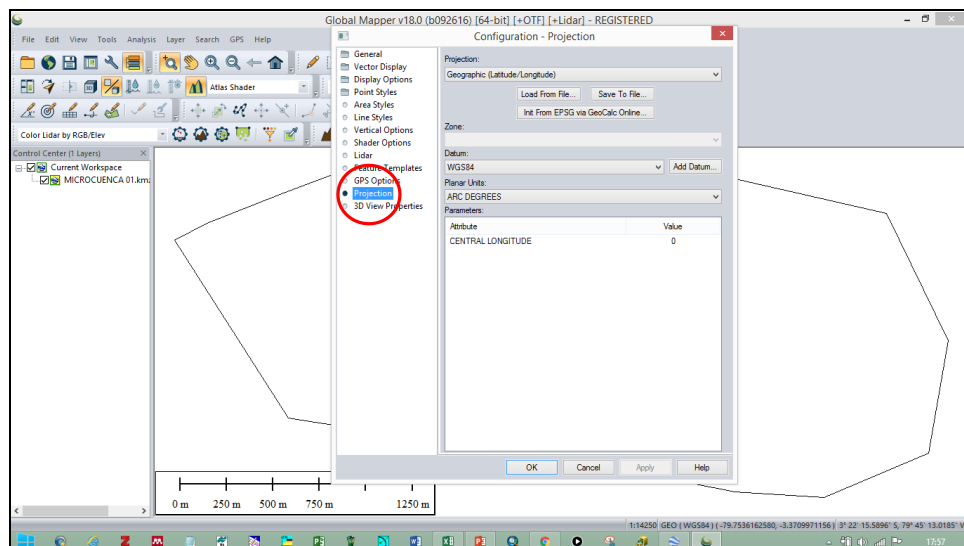 Global Mapper v18.0 (b092616) [64-bit] [+OTF] [+Lidar] - REGISTERED
File Edit View Tools Analysis Layer Search GPS Help
Atlas Shader
Color Lidar by RGB/Elev
Control Center (1 Layers)
Current Workspace
MICROCUENCA 01.km
Configuration - Projection
General
Vector Display
Display Options
Point Styles
Area Styles
Line Styles
Vertical Options
Shader Options
Lidar
Feature Templates
GPS Options
Projection
3D View Properties
Projection:
Geographic (Latitude/Longitude)
Load From File... Save To File...
Init From EPSG via GeoCalc Online...
Zone:
Datum:
WGS84 Add Datum...
Planar Units:
ARC DEGREES
Parameters:
Attribute Value
CENTRAL LONGITUDE 0
OK Cancel Apply Help
0 m 250 m 500 m 750 m 1250 m
1:14250 GEO ( WGS84 ) ( -79.7536162580, -3.3709971156 ) 3° 22' 15.5896" S, 79° 45' 13.0185" W
17:57